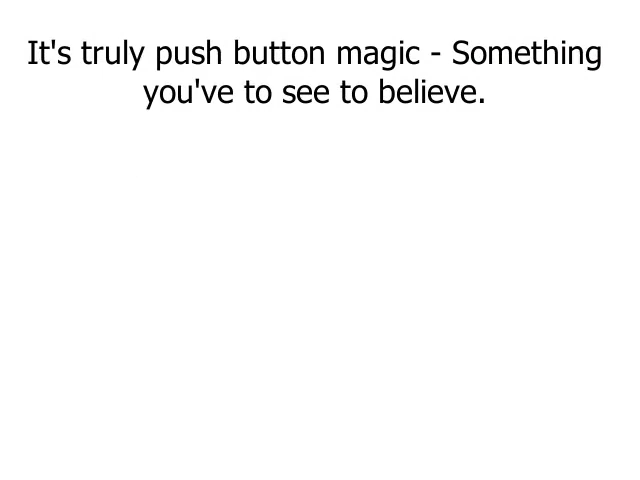 It's truly push button magic - Something
you've to see to believe.